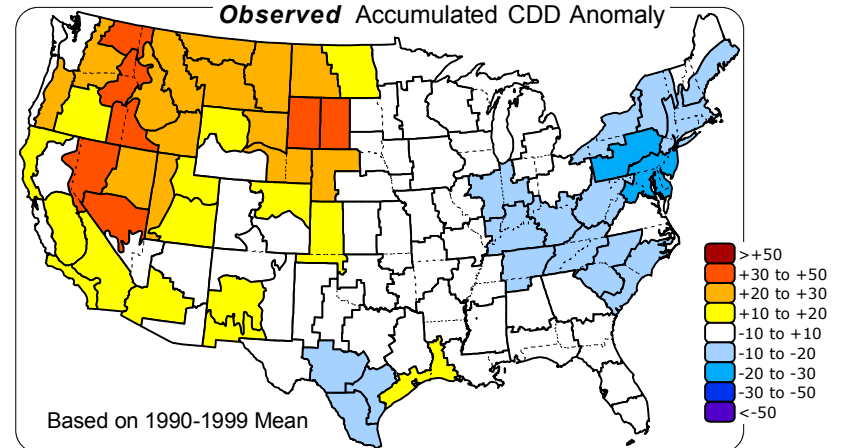 Observed Accumulated CDD Anomaly
>+50
+30 to +50
+20 to +30
+10 to +20
-10 to +10
-10 to -20
-20 to -30
-30 to -50
<-50
Based on 1990-1999 Mean